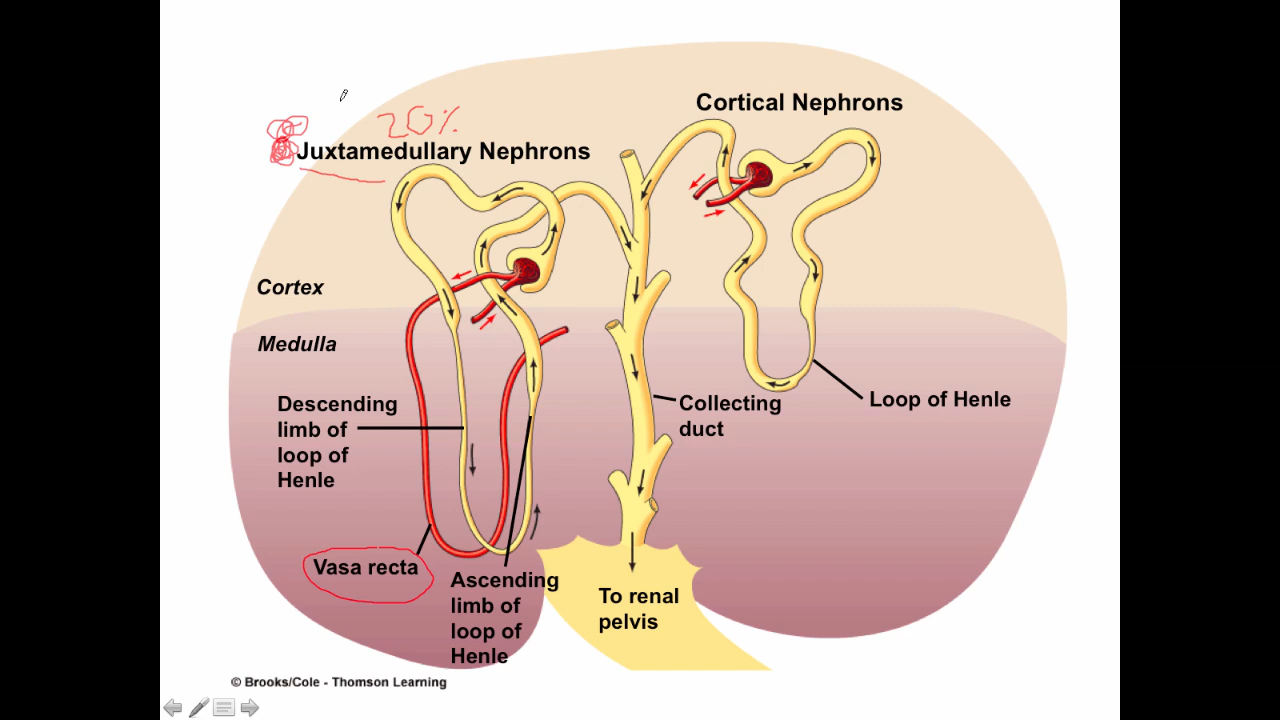 Cortical Nephrons
20%
Juxtamedullary Nephrons
Cortex
Medulla
Descending
limb of
loop of
Henle
Collecting
duct
Loop of Henle
Vasa recta
Ascending
limb of
loop of
Henle
To renal
pelvis
© Brooks/Cole - Thomson Learning